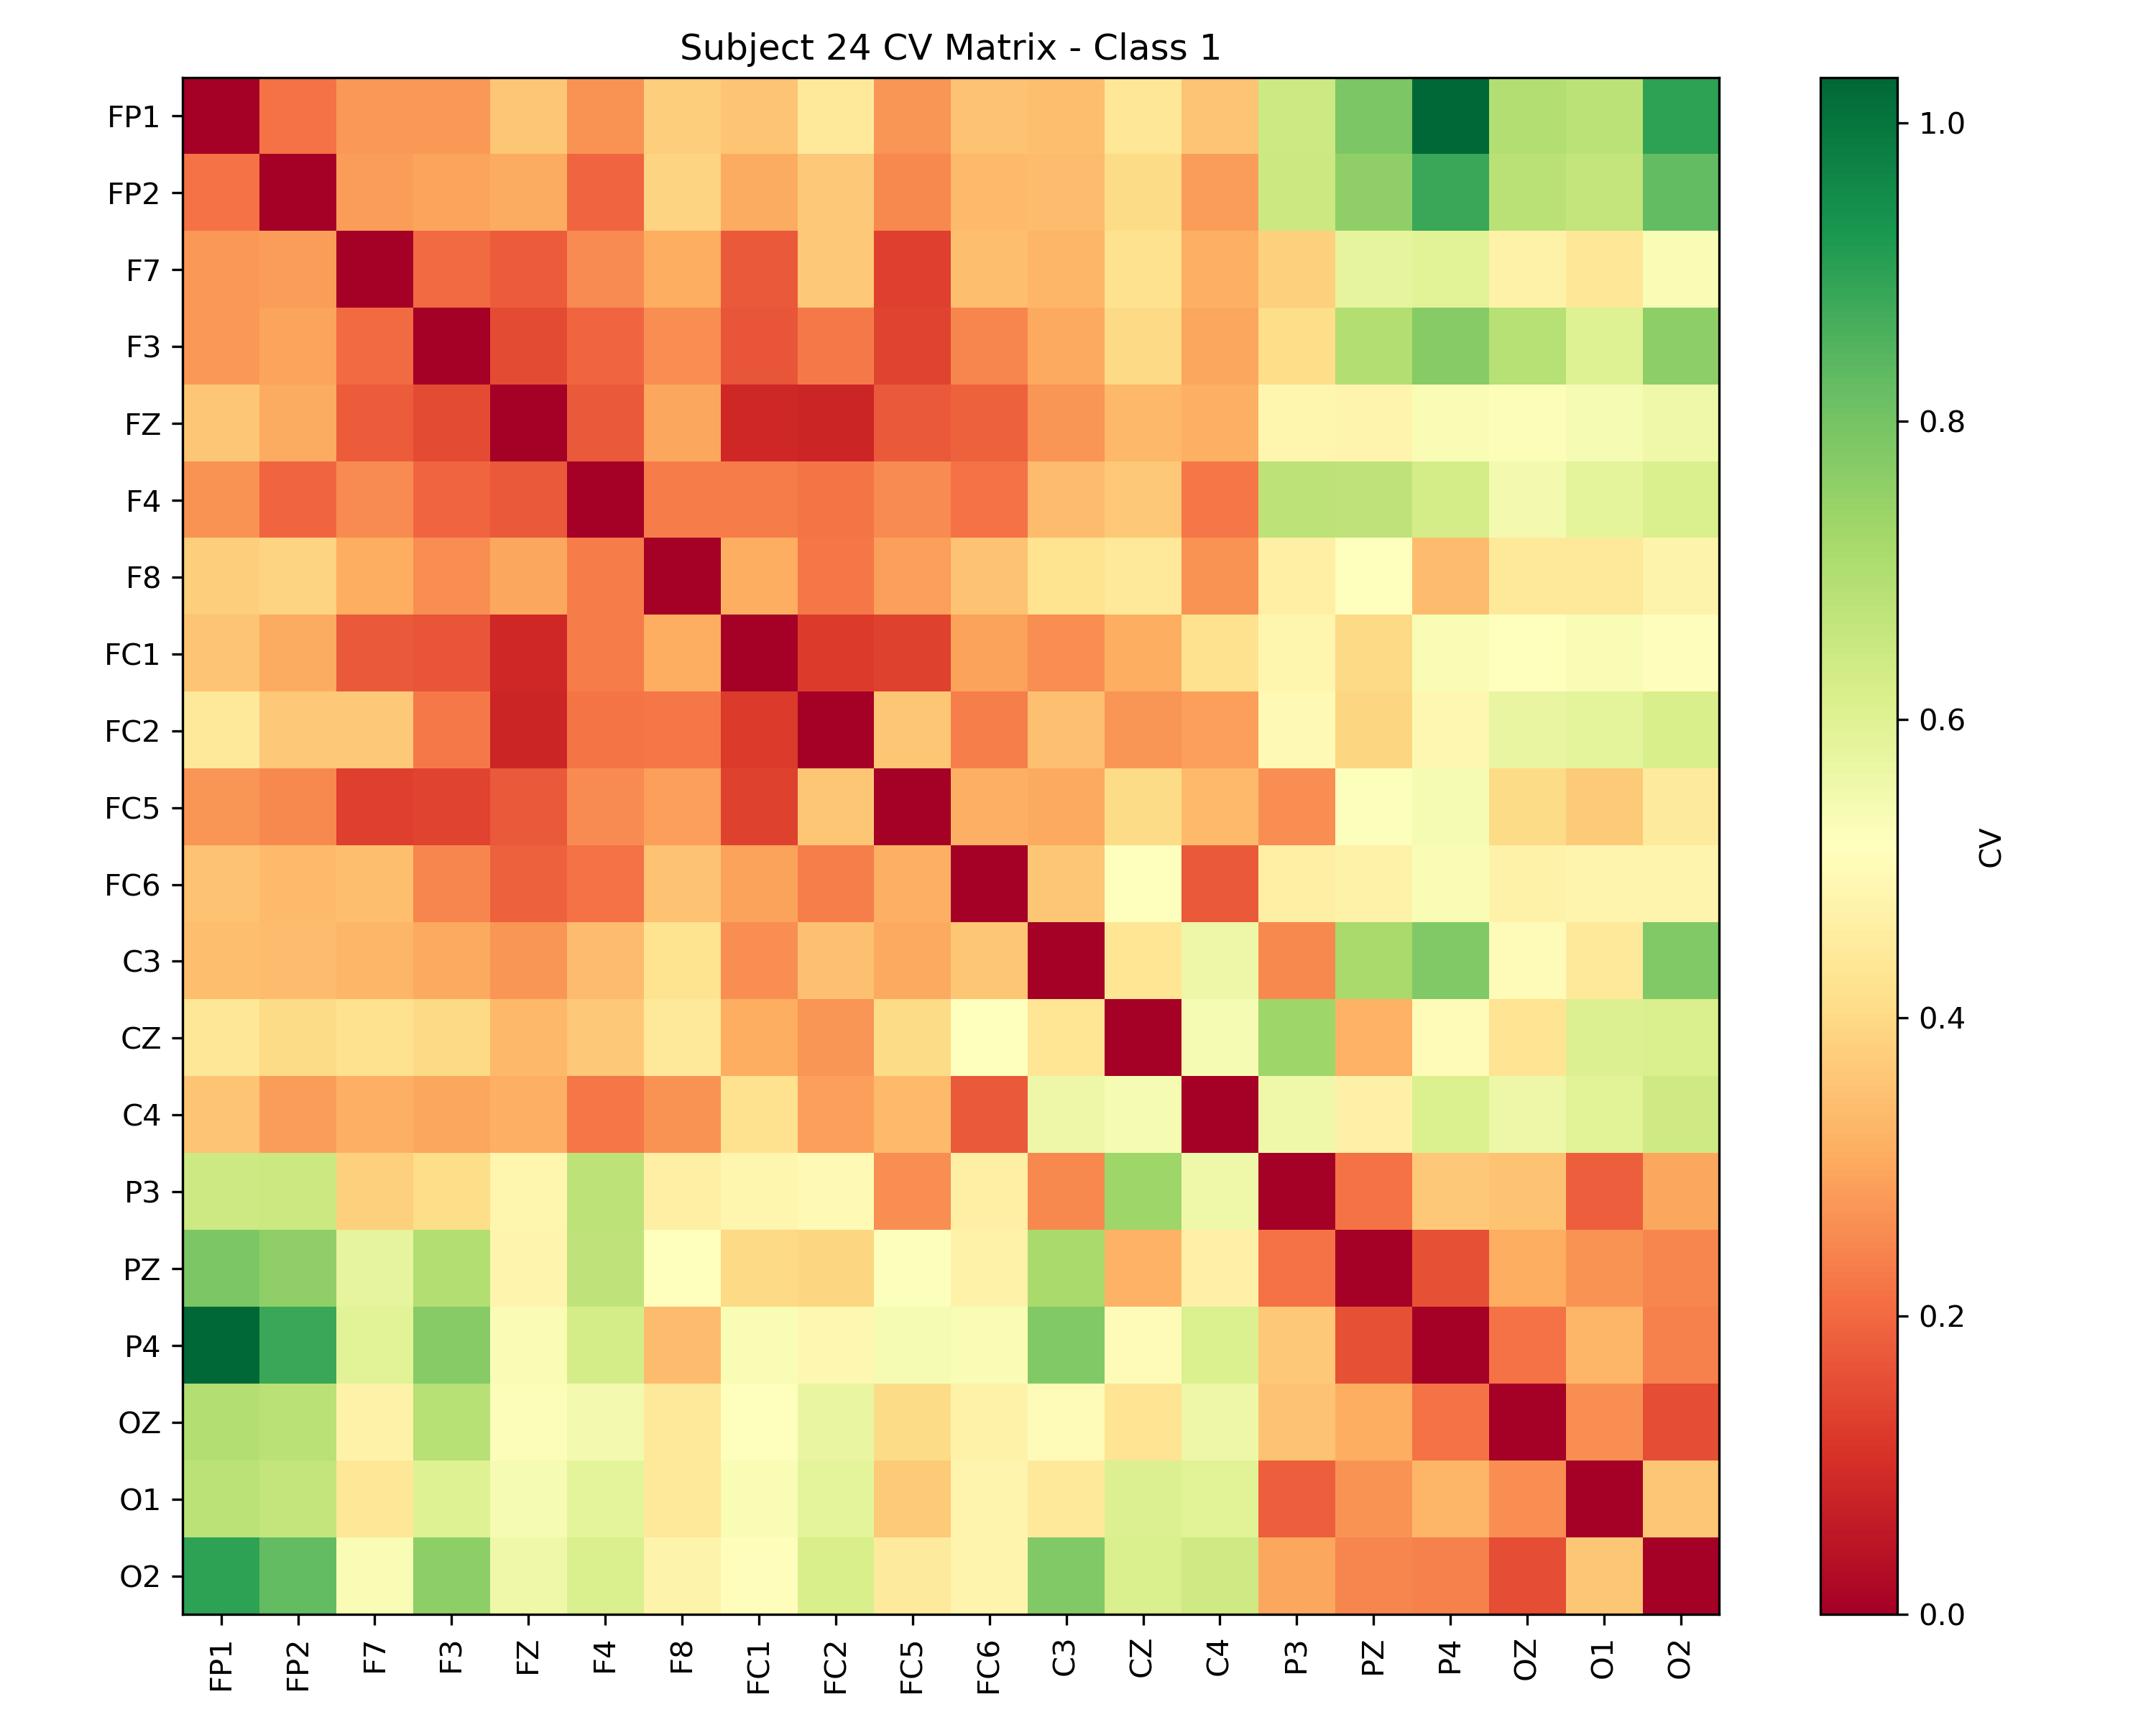 Subject 24 CV Matrix - Class 1
FP1
FP2
F7
F3
FZ
F4
F8
FC1
FC2
FC5
FC6
C3
CZ
C4
P3
PZ
P4
OZ
O1
O2
FP1 FP2 F7 F3 FZ F4 F8 FC1 FC2 FC5 FC6 C3 CZ C4 P3 PZ P4 OZ O1 O2
1.0
0.8
0.6
0.4
0.2
0.0
CV